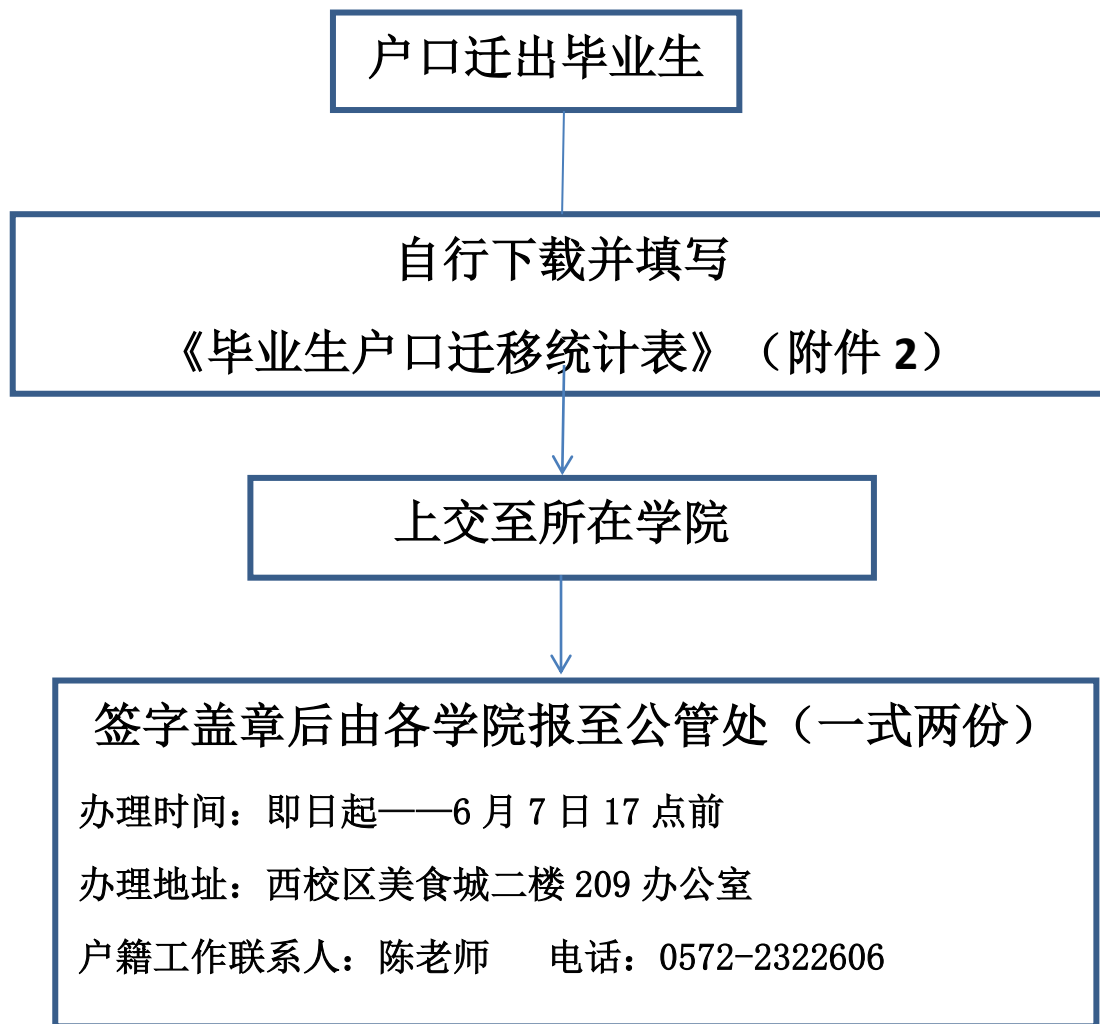 户口迁出毕业生
自行下载并填写
《毕业生户口迁移统计表》（附件 2）
上交至所在学院
签字盖章后由各学院报至公管处（一式两份）
办理时间：即日起——6 月 7 日 17 点前
办理地址：西校区美食城二楼 209 办公室
户籍工作联系人：陈老师 电话：0572-2322606